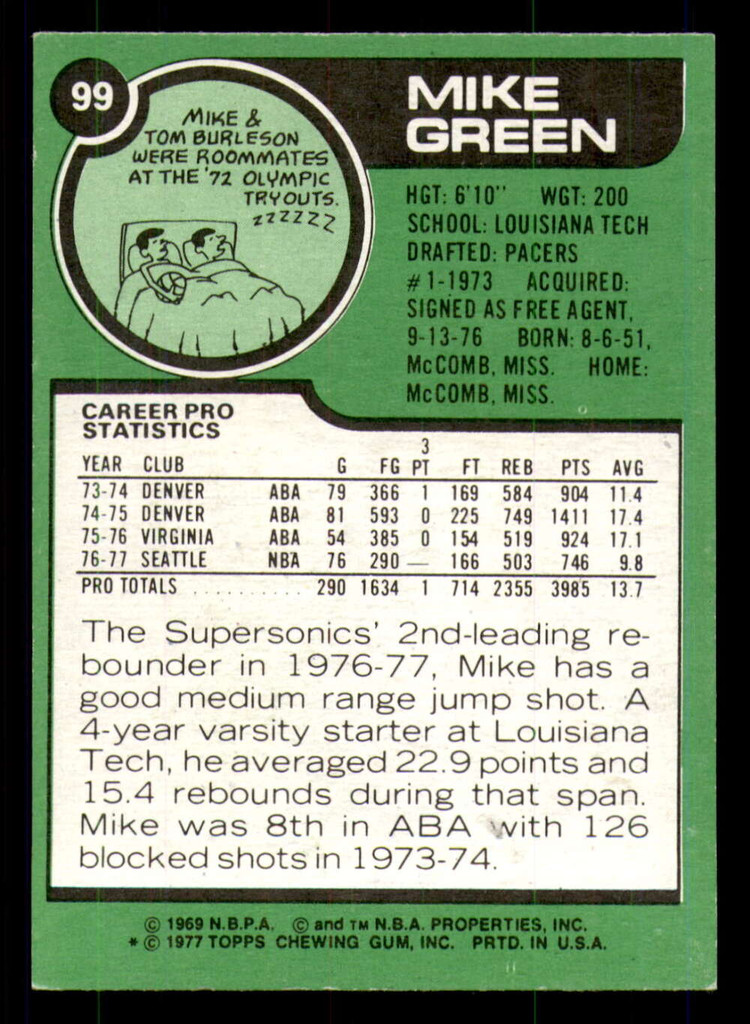 99
MIKE
GREEN
MIKE &
TOM BURLESON
WERE ROOMMATES
AT THE '72 OLYMPIC
TRYOUTS.
ZZZZZZ
HGT: 6'10" WGT: 200
SCHOOL: LOUISIANA TECH
DRAFTED: PACERS
#1-1973 ACQUIRED:
SIGNED AS FREE AGENT,
9-13-76 BORN: 8-6-51,
McCOMB, MISS. HOME:
McCOMB, MISS.
CAREER PRO
STATISTICS
YEAR CLUB G FG 3 PT FT REB PTS AVG
73-74 DENVER ABA 79 366 1 169 584 904 11.4
74-75 DENVER ABA 81 593 0 225 749 1411 17.4
75-76 VIRGINIA ABA 54 385 0 154 519 924 17.1
76-77 SEATTLE NBA 76 290 — 166 503 746 9.8
PRO TOTALS . . . . . . . . . . . 290 1634 1 714 2355 3985 13.7
The Supersonics' 2nd-leading re-
bounder in 1976-77, Mike has a
good medium range jump shot. A
4-year varsity starter at Louisiana
Tech, he averaged 22.9 points and
15.4 rebounds during that span.
Mike was 8th in ABA with 126
blocked shots in 1973-74.
© 1969 N.B.P.A. © and TM N.B.A. PROPERTIES, INC.
* © 1977 TOPPS CHEWING GUM, INC. PRTD. IN U.S.A.